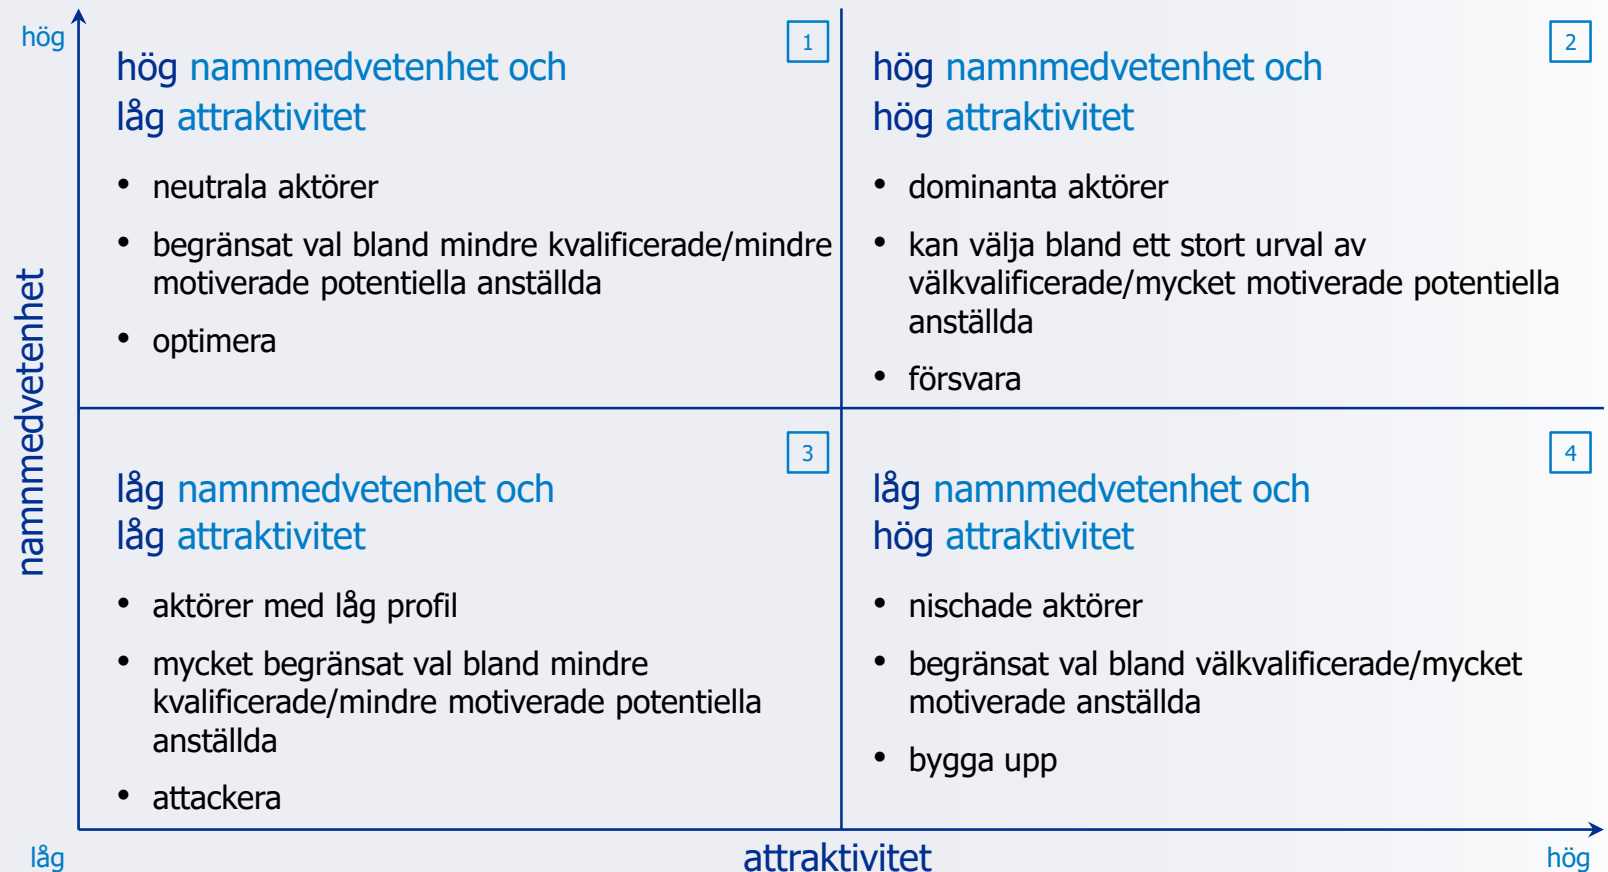 hög
namnmedvetenhet
1
hög namnmedvetenhet och
låg attraktivitet
• neutrala aktörer
• begränsat val bland mindre kvalificerade/mindre
motiverade potentiella anställda
• optimera
2
hög namnmedvetenhet och
hög attraktivitet
• dominanta aktörer
• kan välja bland ett stort urval av
välkvalificerade/mycket motiverade potentiella
anställda
• försvara
3
låg namnmedvetenhet och
låg attraktivitet
• aktörer med låg profil
• mycket begränsat val bland mindre
kvalificerade/mindre motiverade potentiella
anställda
• attackera
4
låg namnmedvetenhet och
hög attraktivitet
• nischade aktörer
• begränsat val bland välkvalificerade/mycket
motiverade anställda
• bygga upp
låg
attraktivitet
hög